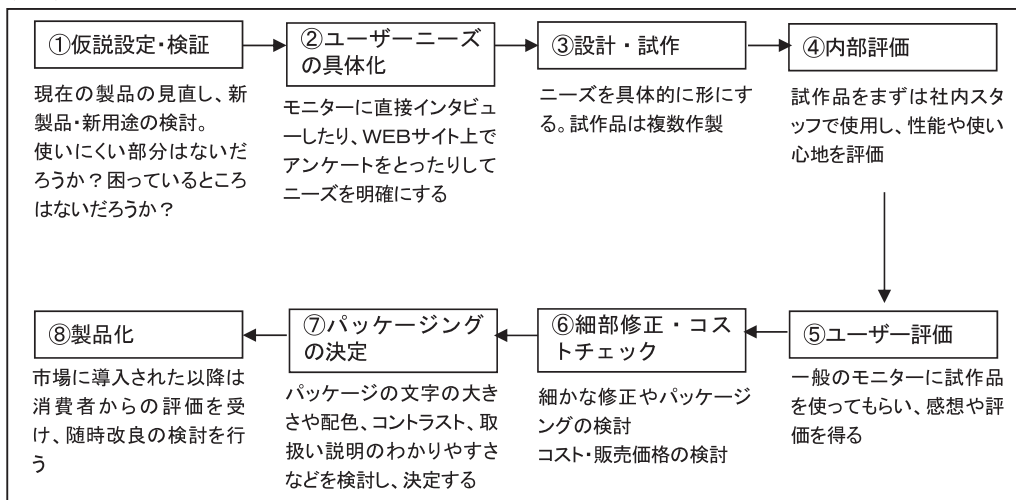 ①仮説設定・検証
現在の製品の見直し、新
製品・新用途の検討。
使いにくい部分はないだ
ろうか？困っているところ
はないだろうか？
②ユーザーニーズ
の具体化
モニターに直接インタビュ
ーしたり、WEBサイト上で
アンケートをとったりして
ニーズを明確にする
③設計・試作
ニーズを具体的に形にす
る。試作品は複数作製
④内部評価
試作品をまずは社内スタ
ッフで使用し、性能や使い
心地を評価
⑤ユーザー評価
一般のモニターに試作品
を使ってもらい、感想や評
価を得る
⑥細部修正・コス
トチェック
細かな修正やパッケージ
ングの検討
コスト・販売価格の検討
⑦パッケージング
の決定
パッケージの文字の大き
さや配色、コントラスト、取
扱い説明のわかりやすさ
などを検討し、決定する
⑧製品化
市場に導入された以降は
消費者からの評価を受
け、随時改良の検討を行
う